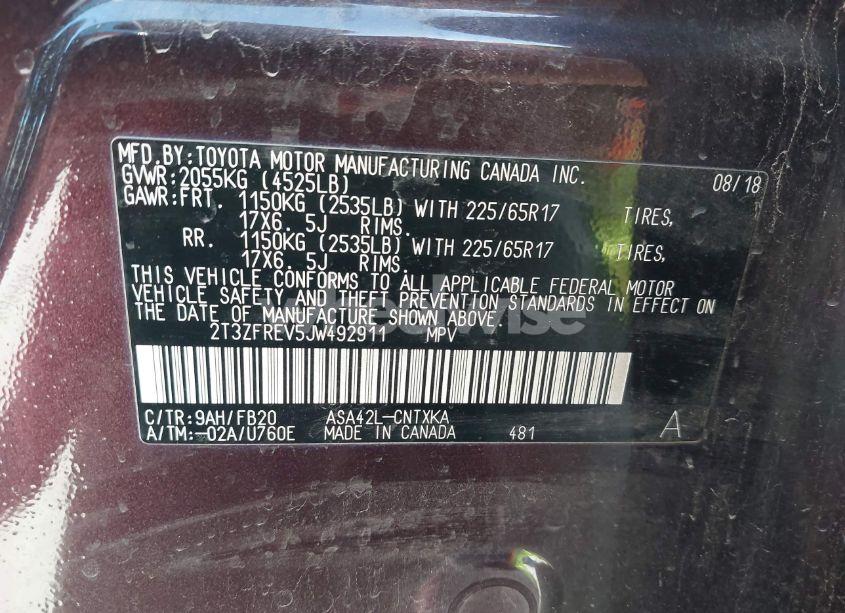 MFD.BY:TOYOTA MOTOR MANUFACTURING CANADA INC. 08/18
GVWR:2055KG (4525LB)
GAWR:FRT. 1150KG (2535LB) WITH 225/65R17 TIRES,
17X6.5J RIMS.
RR. 1150KG (2535LB) WITH 225/65R17 TIRES,
17X6.5J RIMS.
THIS VEHICLE CONFORMS TO ALL APPLICABLE FEDERAL MOTOR
VEHICLE SAFETY AND THEFT PREVENTION STANDARDS IN EFFECT ON
THE DATE OF MANUFACTURE SHOWN ABOVE.
2T3ZFREV5JW492911 MPV
C/TR:9AH/FB20 ASA42L-CNTXKA
A/TM:-02A/U760E MADE IN CANADA 481 A